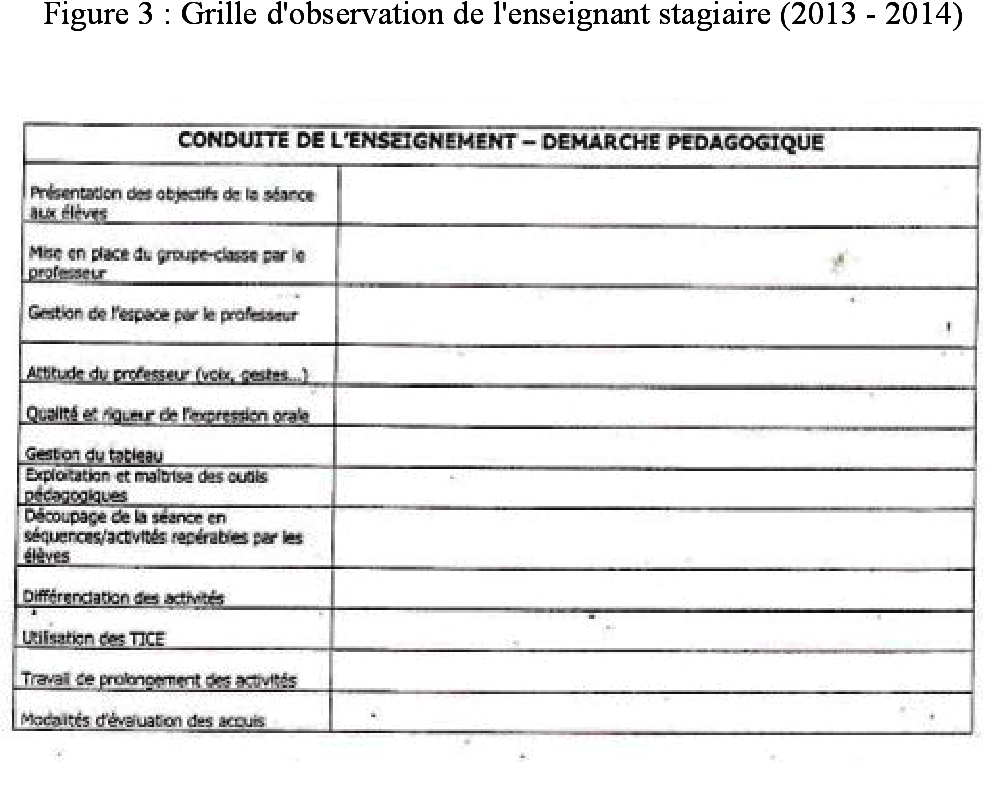 Figure 3 : Grille d'observation de l'enseignant stagiaire (2013 - 2014)
CONDUITE DE L'ENSEIGNEMENT – DEMARCHE PEDAGOGIQUE
Présentation des objectifs de la séance
aux élèves
Mise en place du groupe-classe par le
professeur
Gestion de l'espace par le professeur
Attitude du professeur (voix, gestes...)
Qualité et rigueur de l'expression orale
Gestion du tableau
Exploitation et maîtrise des outils
pédagogiques
Découpage de la séance en
séquences/activités repérables par les
élèves
Différenciation des activités
Utilisation des TICE
Travail de prolongement des activités
Modalités d'évaluation des acquis